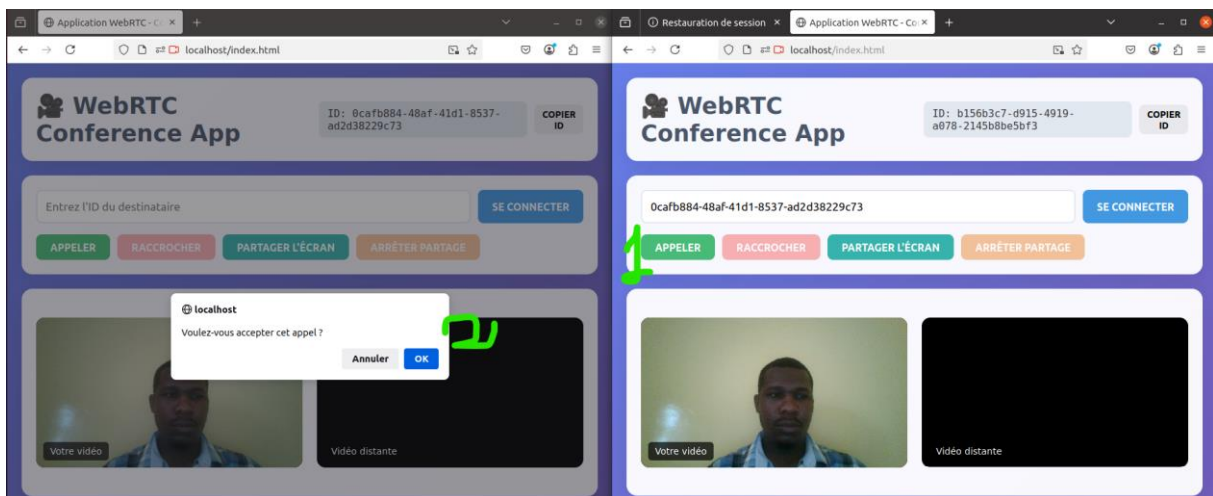 Application WebRTC - Co
localhost/index.html
WebRTC
Conference App
ID: 0cafb884-48af-41d1-8537-
ad2d38229c73
COPIER
ID
Entrez l'ID du destinataire
SE CONNECTER
APPELER
RACCROCHER
PARTAGER L'ÉCRAN
ARRÊTER PARTAGE
localhost
Voulez-vous accepter cet appel ?
Annuler
OK
2
Votre vidéo
Vidéo distante
Restauration de session
Application WebRTC - Co
localhost/index.html
WebRTC
Conference App
ID: b156b3c7-d915-4919-
a078-2145b8be5bf3
COPIER
ID
0cafb884-48af-41d1-8537-ad2d38229c73
SE CONNECTER
1
APPELER
RACCROCHER
PARTAGER L'ÉCRAN
ARRÊTER PARTAGE
Votre vidéo
Vidéo distante